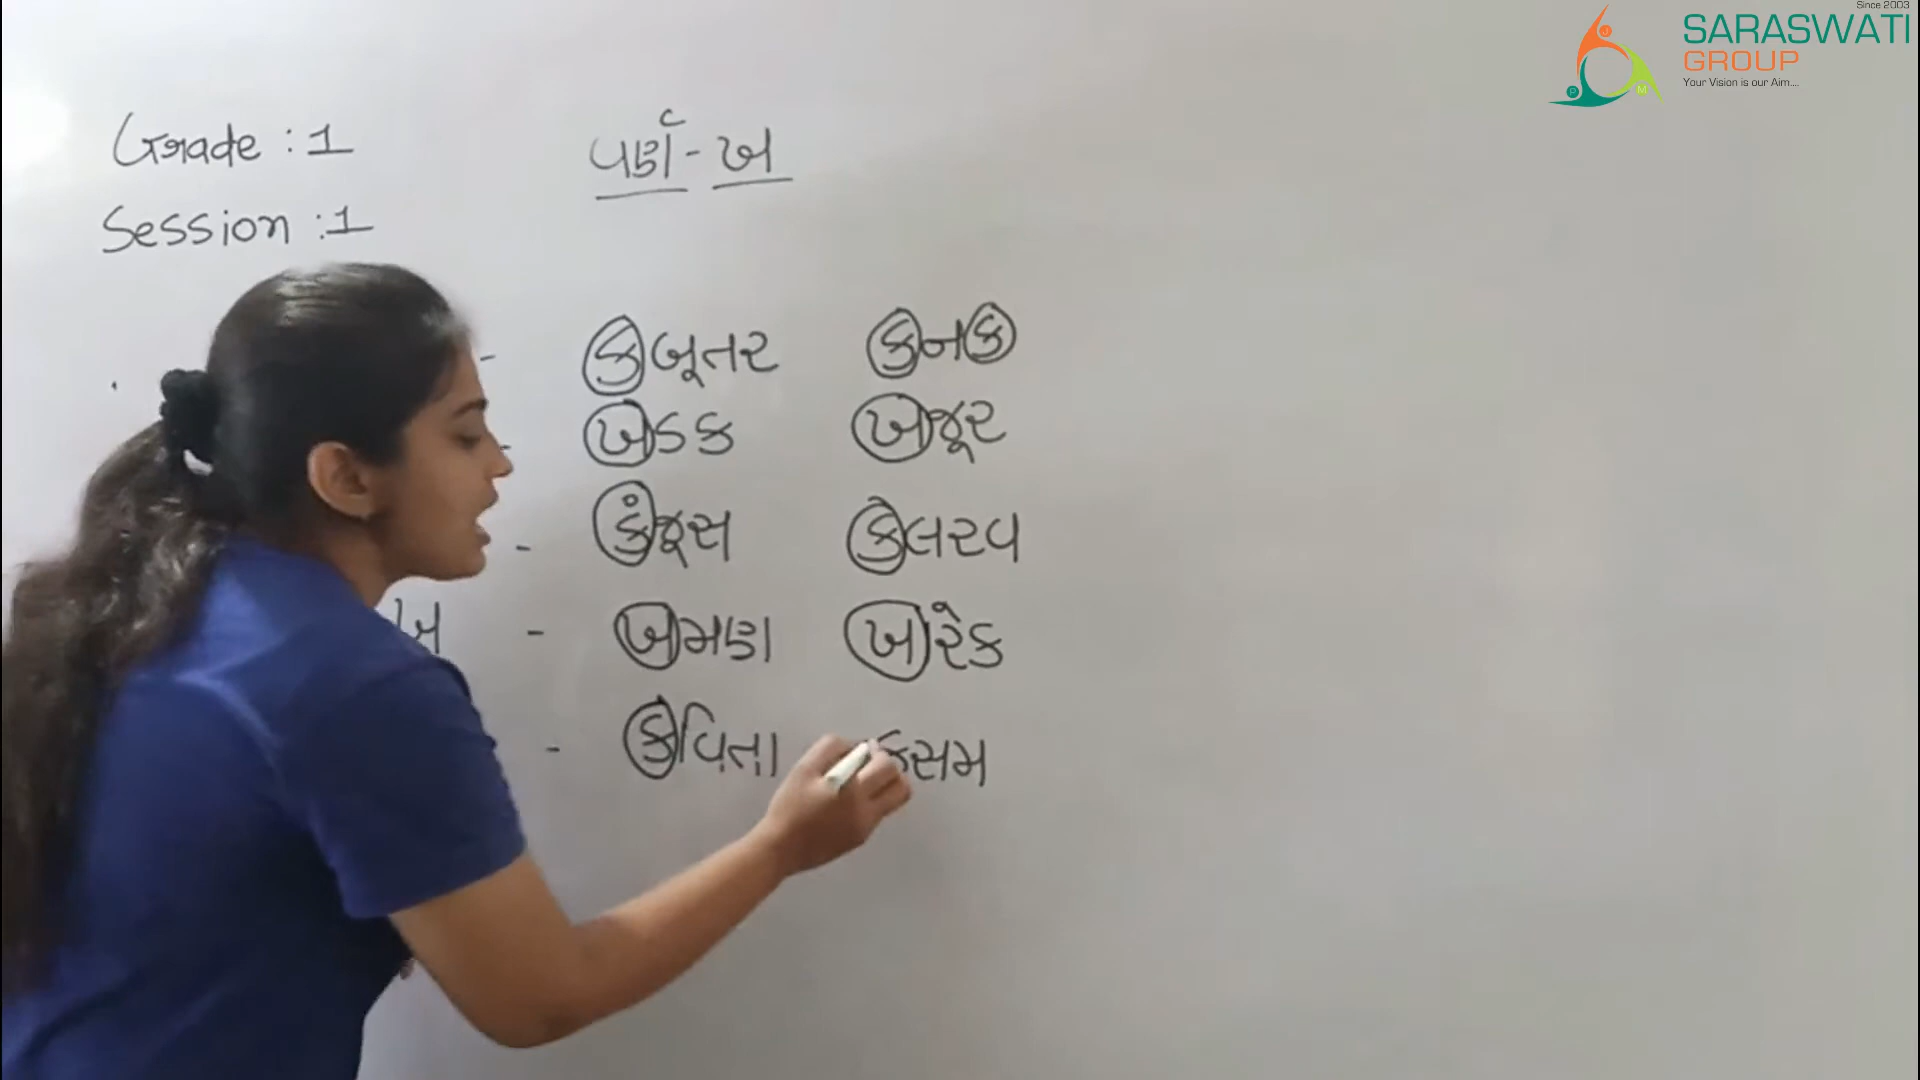 Since 2003
SARASWATI
GROUP
Your Vision is our Aim....
J
P
M
Grade : 1
Session : 1
વર્ણ - ખ
- કબૂતર કનક
- ખડક ખજૂર
- કંજૂસ કલરવ
ખ - ખમણ ખારેક
- કવિતા કસમ